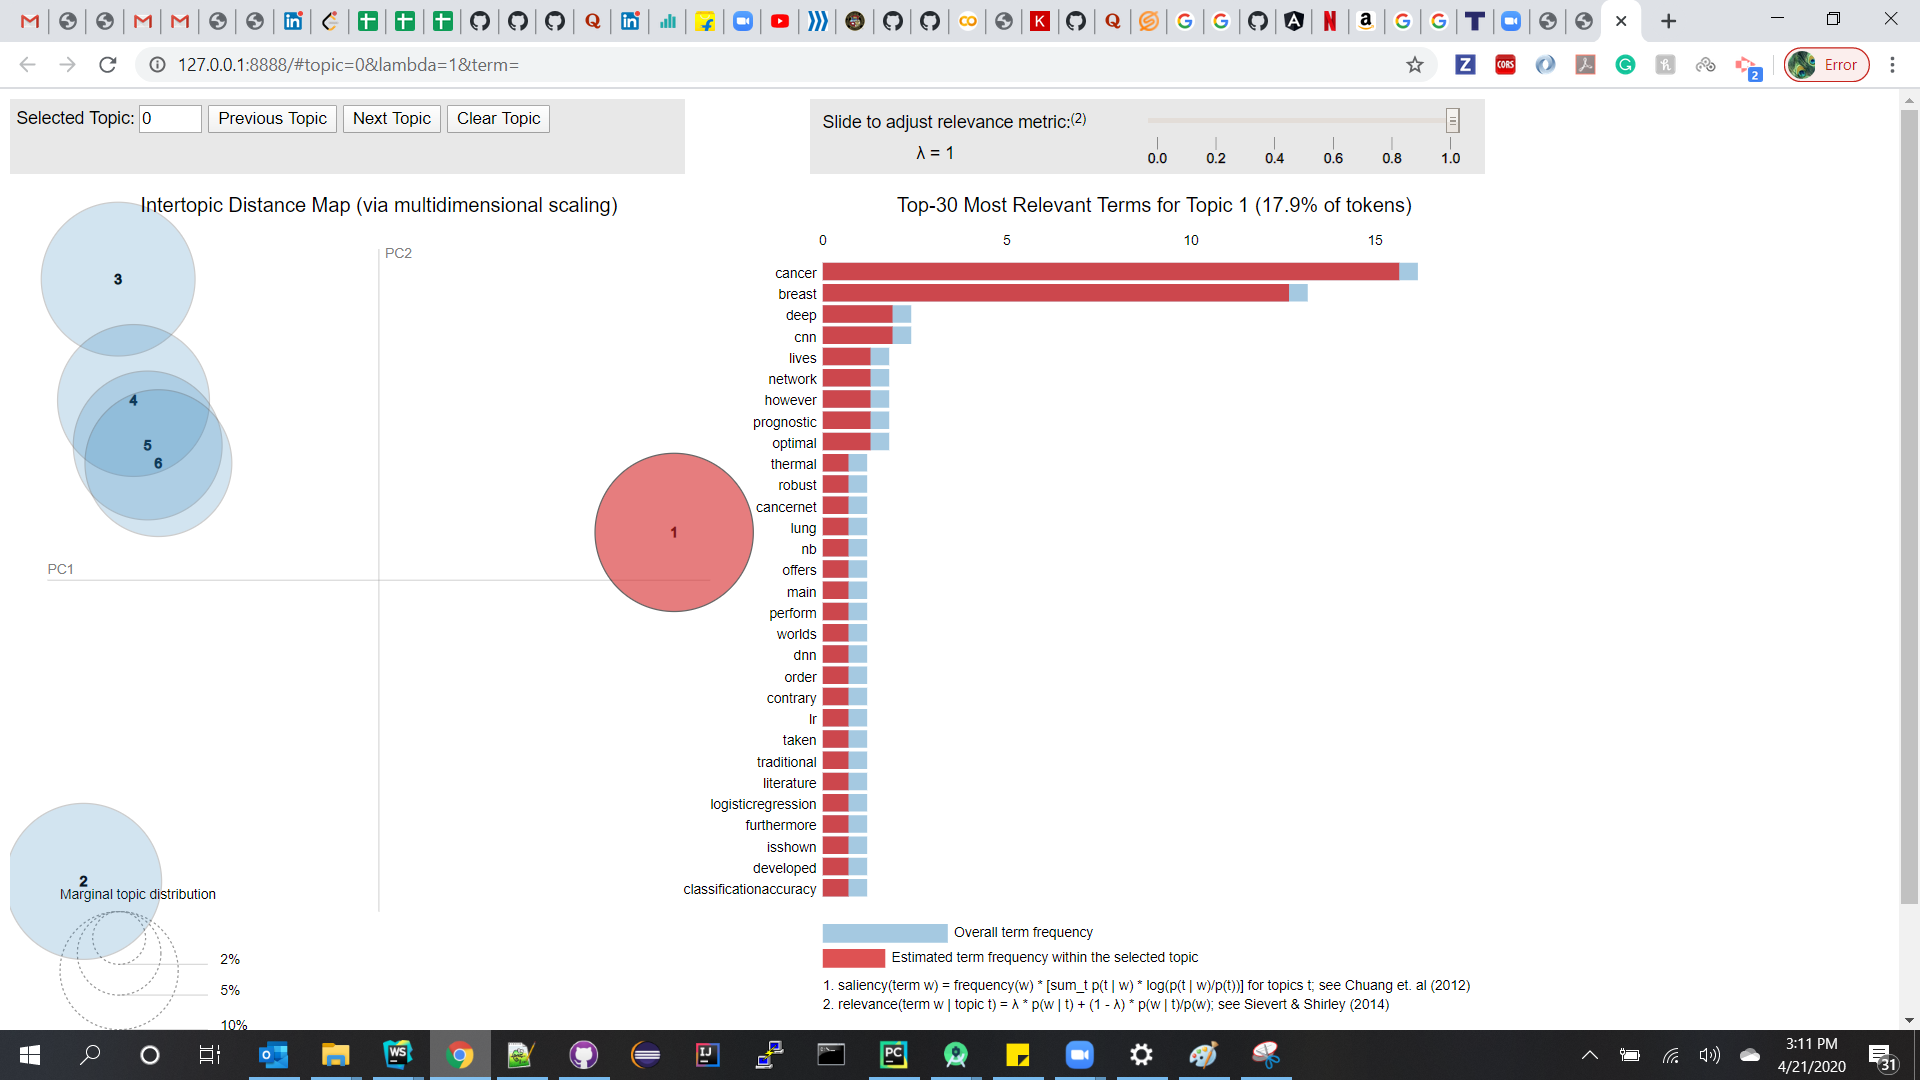 127.0.0.1:8888/#topic=0&lambda=1&term=
Error
Selected Topic: 0 Previous Topic Next Topic Clear Topic
Slide to adjust relevance metric:(2)
λ = 1
0.0 0.2 0.4 0.6 0.8 1.0
Intertopic Distance Map (via multidimensional scaling)
PC2
PC1
3
4
5
6
1
2
Marginal topic distribution
2%
5%
10%
Top-30 Most Relevant Terms for Topic 1 (17.9% of tokens)
0 5 10 15
cancer
breast
deep
cnn
lives
network
however
prognostic
optimal
thermal
robust
cancernet
lung
nb
offers
main
perform
worlds
dnn
order
contrary
lr
taken
traditional
literature
logisticregression
furthermore
isshown
developed
classificationaccuracy
Overall term frequency
Estimated term frequency within the selected topic
1. saliency(term w) = frequency(w) * [sum_t p(t | w) * log(p(t | w)/p(t))] for topics t; see Chuang et. al (2012)
2. relevance(term w | topic t) = λ * p(w | t) + (1 - λ) * p(w | t)/p(w); see Sievert & Shirley (2014)
3:11 PM
4/21/2020
31